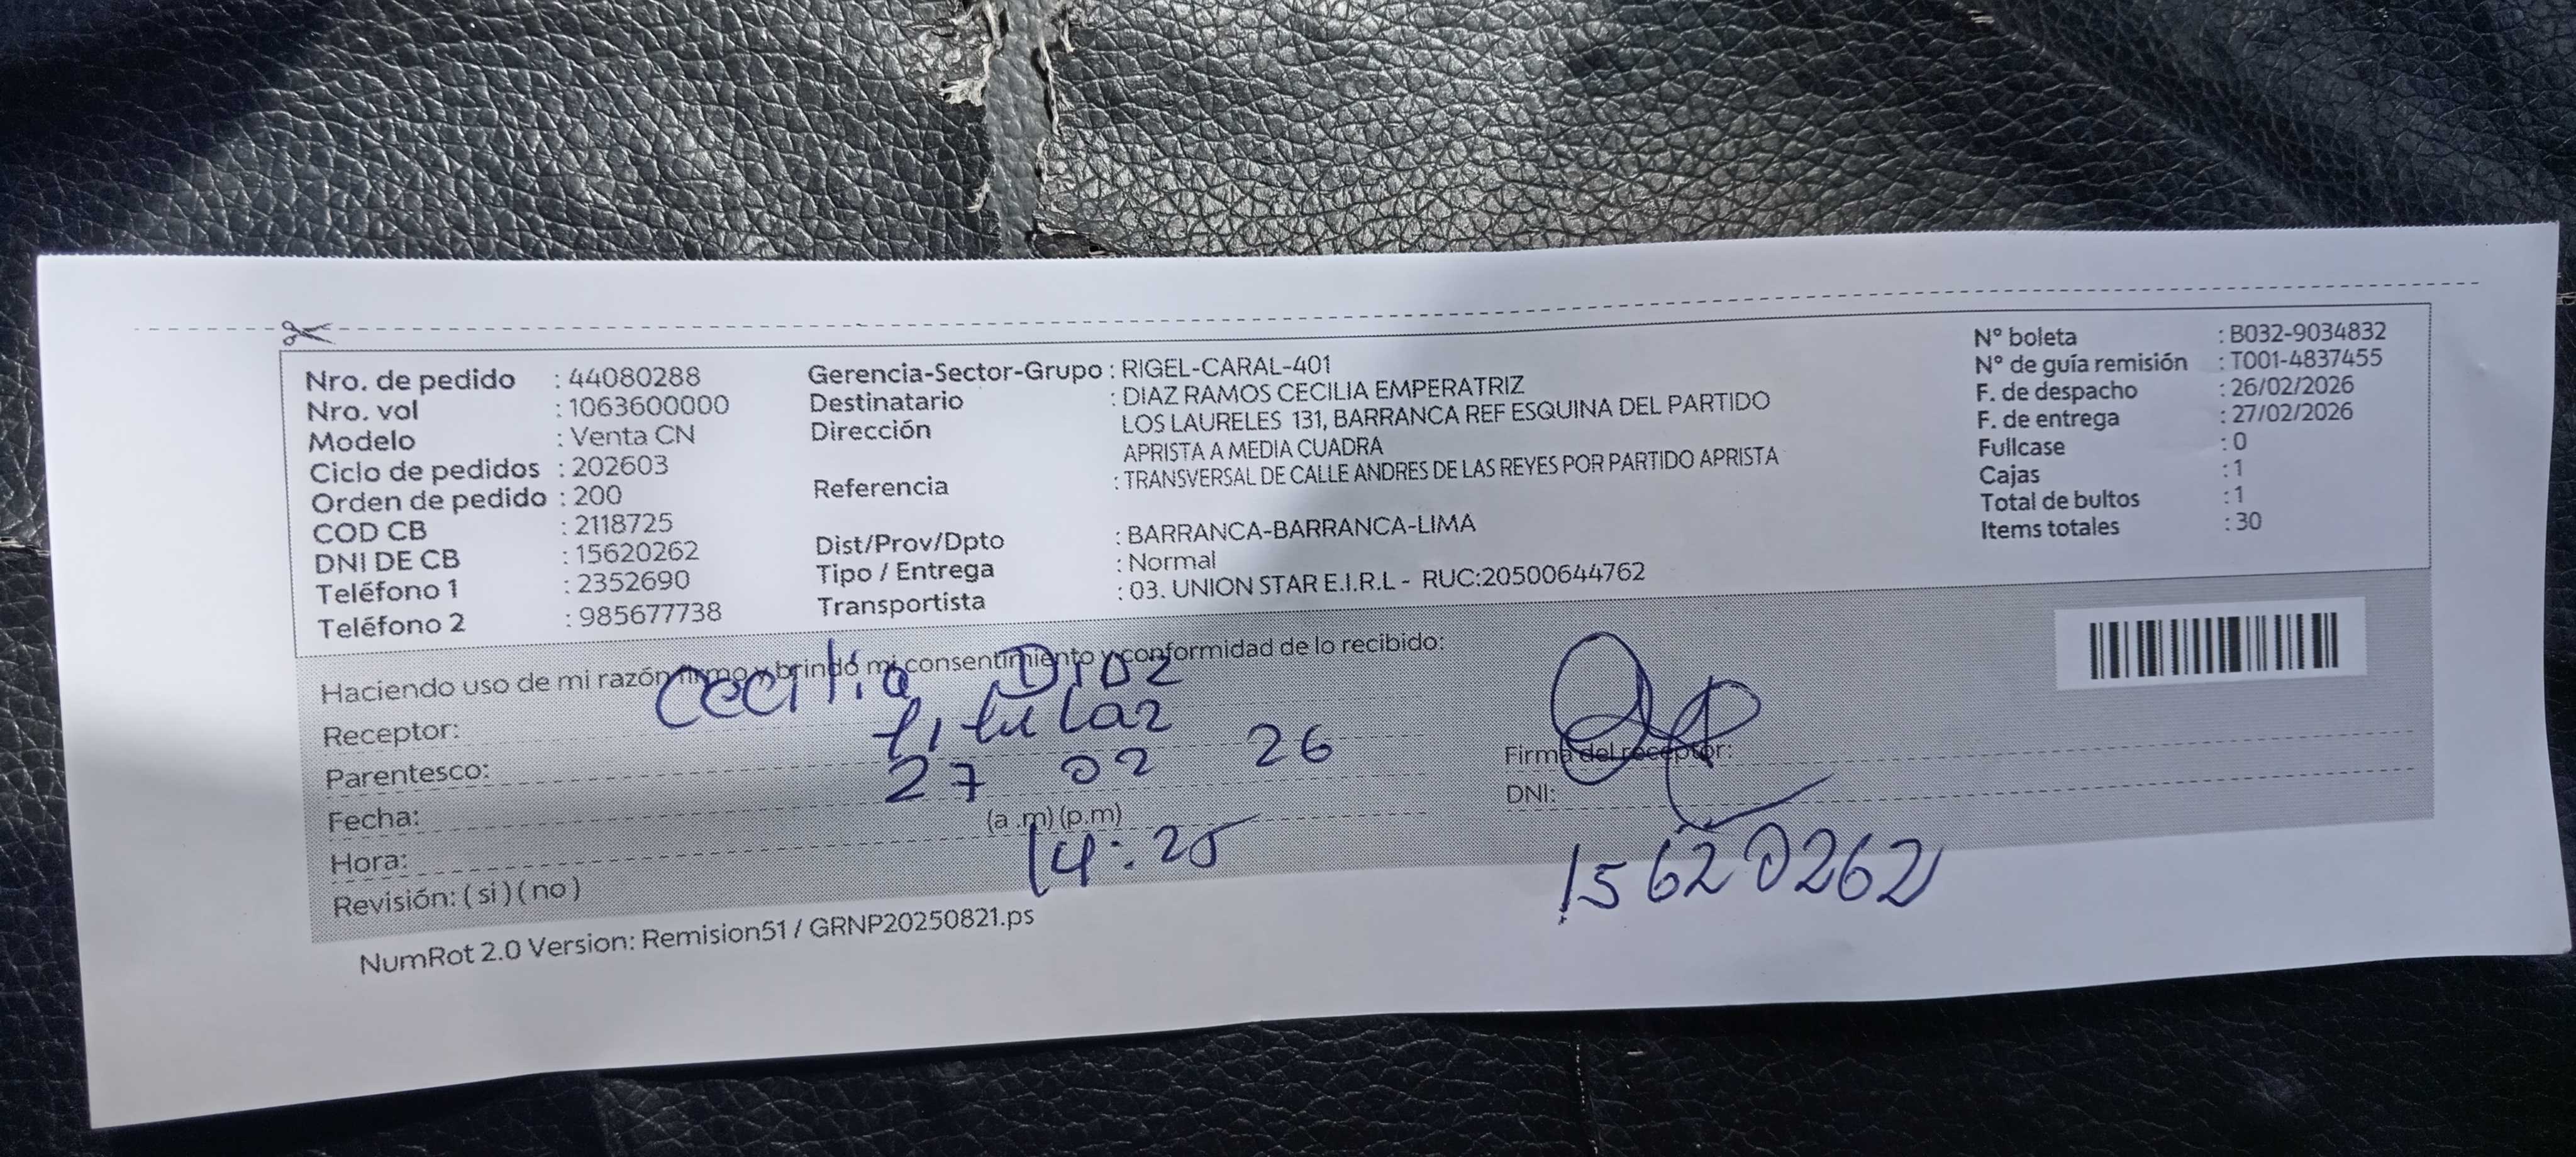 Nro. de pedido : 44080288
Nro. vol : 1063600000
Modelo : Venta CN
Ciclo de pedidos : 202603
Orden de pedido : 200
COD CB : 2118725
DNI DE CB : 15620262
Teléfono 1 : 2352690
Teléfono 2 : 985677738
Gerencia-Sector-Grupo : RIGEL-CARAL-401
Destinatario : DIAZ RAMOS CECILIA EMPERATRIZ
Dirección LOS LAURELES 131, BARRANCA REF ESQUINA DEL PARTIDO
APRISTA A MEDIA CUADRA
Referencia : TRANSVERSAL DE CALLE ANDRES DE LAS REYES POR PARTIDO APRISTA
Dist/Prov/Dpto : BARRANCA-BARRANCA-LIMA
Tipo / Entrega : Normal
Transportista : 03. UNION STAR E.I.R.L - RUC:20500644762
N° boleta : B032-9034832
N° de guía remisión : T001-4837455
F. de despacho : 26/02/2026
F. de entrega : 27/02/2026
Fullcase : 0
Cajas : 1
Total de bultos : 1
Items totales : 30
Haciendo uso de mi razón firmo y brindo mi consentimiento y conformidad de lo recibido:
Receptor: Cecilia Diaz
Parentesco: titular
Fecha: 27 02 26
Hora: (a .m) (p.m) 14:25
Revisión: ( si ) ( no )
Firma del receptor:
DNI: 15620262
NumRot 2.0 Version: Remision51 / GRNP20250821.ps